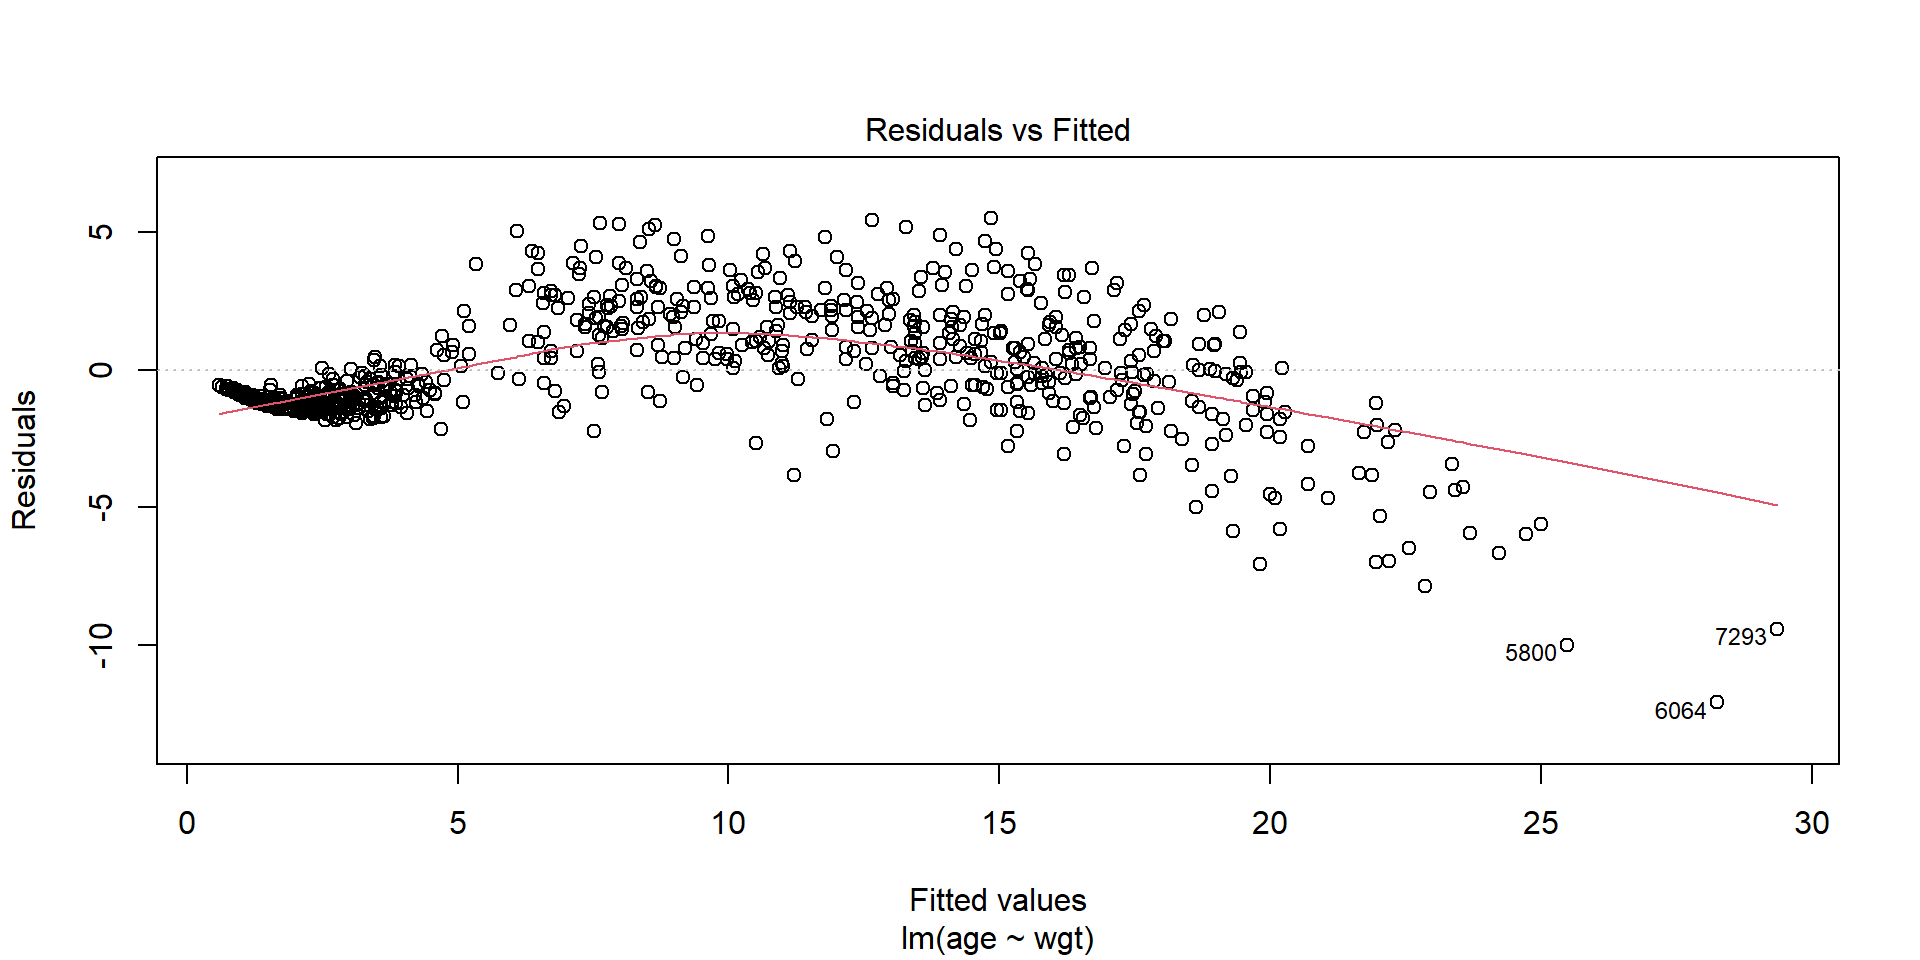 Residuals vs Fitted
Residuals
5
0
-5
-10
7293
5800
6064
0 5 10 15 20 25 30
Fitted values
lm(age ~ wgt)